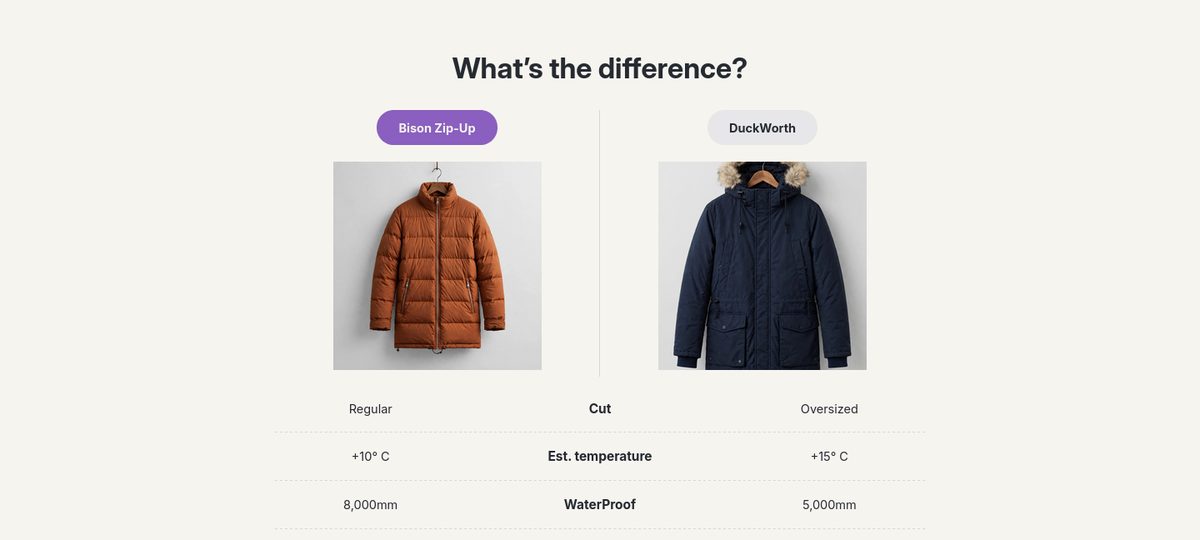 What’s the difference?
Bison Zip-Up
DuckWorth
Regular Cut Oversized
+10° C Est. temperature +15° C
8,000mm WaterProof 5,000mm